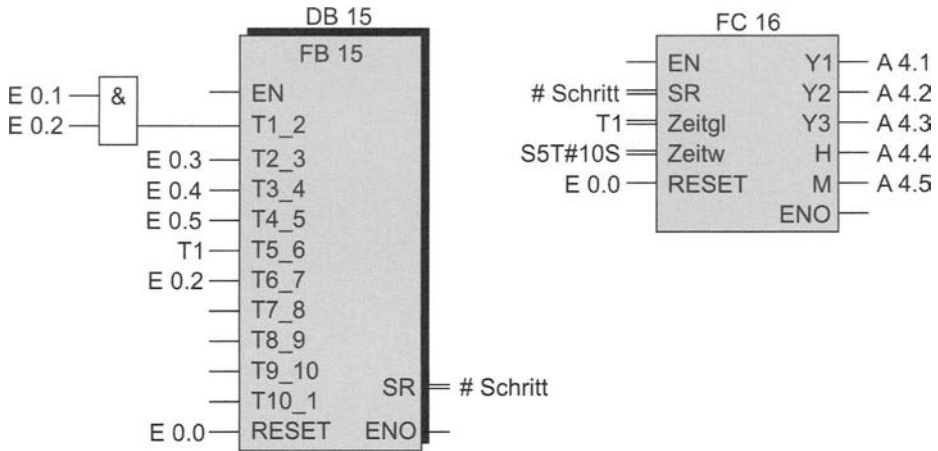 DB 15
FB 15
E 0.1
E 0.2
&
EN
T1_2
E 0.3 T2_3
E 0.4 T3_4
E 0.5 T4_5
T1 T5_6
E 0.2 T6_7
T7_8
T8_9
T9_10
SR # Schritt
T10_1
E 0.0 RESET ENO
FC 16
EN Y1 A 4.1
# Schritt SR Y2 A 4.2
T1 Zeitgl Y3 A 4.3
S5T#10S Zeitw H A 4.4
E 0.0 RESET M A 4.5
ENO